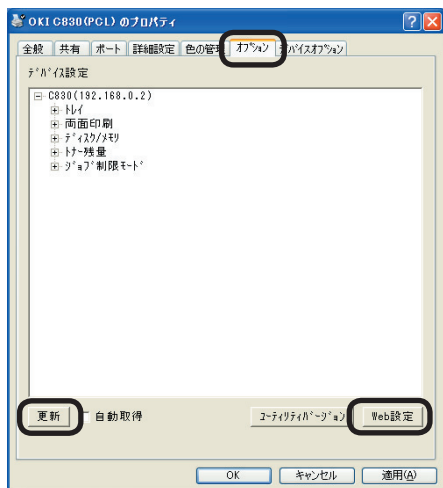 OKI C830(PCL) のプロパティ
全般 共有 ポート 詳細設定 色の管理 オプション デバイスオプション
デバイス設定
C830(192.168.0.2)
トレイ
両面印刷
ディスク/メモリ
トナー残量
ジョブ制限モード
更新 自動取得 ユーティリティバージョン Web設定
OK キャンセル 適用(A)